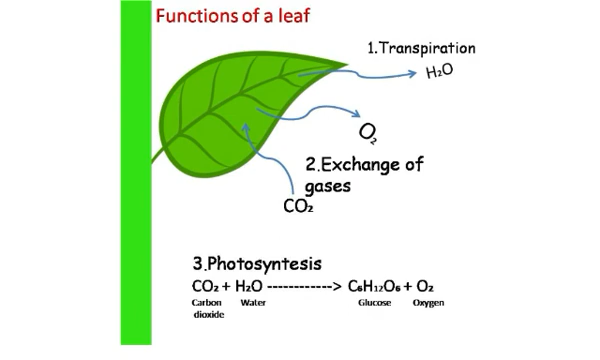 Functions of a leaf
1.Transpiration
H₂O
O₂
2.Exchange of
gases
CO₂
3.Photosyntesis
CO₂ + H₂O ------------> C₆H₁₂O₆ + O₂
Carbon Water Glucose Oxygen
dioxide